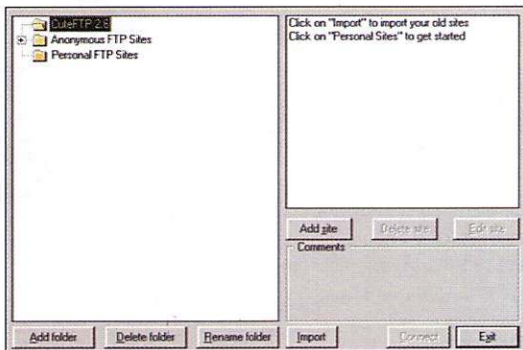 CuteFTP 2.6
Anonymous FTP Sites
Personal FTP Sites
Click on "Import" to import your old sites
Click on "Personal Sites" to get started
Add site
Delete site
Edit site
Comments
Add folder
Delete folder
Rename folder
Import
Connect
Exit